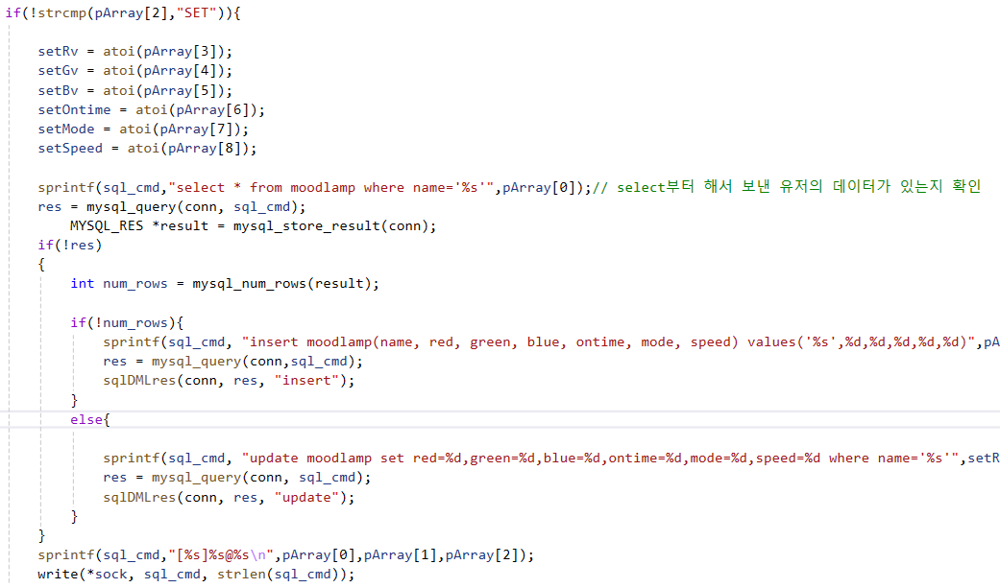 if(!strcmp(pArray[2],"SET")){
setRv = atoi(pArray[3]);
setGv = atoi(pArray[4]);
setBv = atoi(pArray[5]);
setOntime = atoi(pArray[6]);
setMode = atoi(pArray[7]);
setSpeed = atoi(pArray[8]);
sprintf(sql_cmd,"select * from moodlamp where name='%s'",pArray[0]);// select부터 해서 보낸 유저의 데이터가 있는지 확인
res = mysql_query(conn, sql_cmd);
MYSQL_RES *result = mysql_store_result(conn);
if(!res)
{
int num_rows = mysql_num_rows(result);
if(!num_rows){
sprintf(sql_cmd, "insert moodlamp(name, red, green, blue, ontime, mode, speed) values('%s',%d,%d,%d,%d,%d)",pA
res = mysql_query(conn,sql_cmd);
sqlDMLres(conn, res, "insert");
}
else{
sprintf(sql_cmd, "update moodlamp set red=%d,green=%d,blue=%d,ontime=%d,mode=%d,speed=%d where name='%s'",setR
res = mysql_query(conn, sql_cmd);
sqlDMLres(conn, res, "update");
}
}
sprintf(sql_cmd,"[%s]%s@%s\n",pArray[0],pArray[1],pArray[2]);
write(*sock, sql_cmd, strlen(sql_cmd));